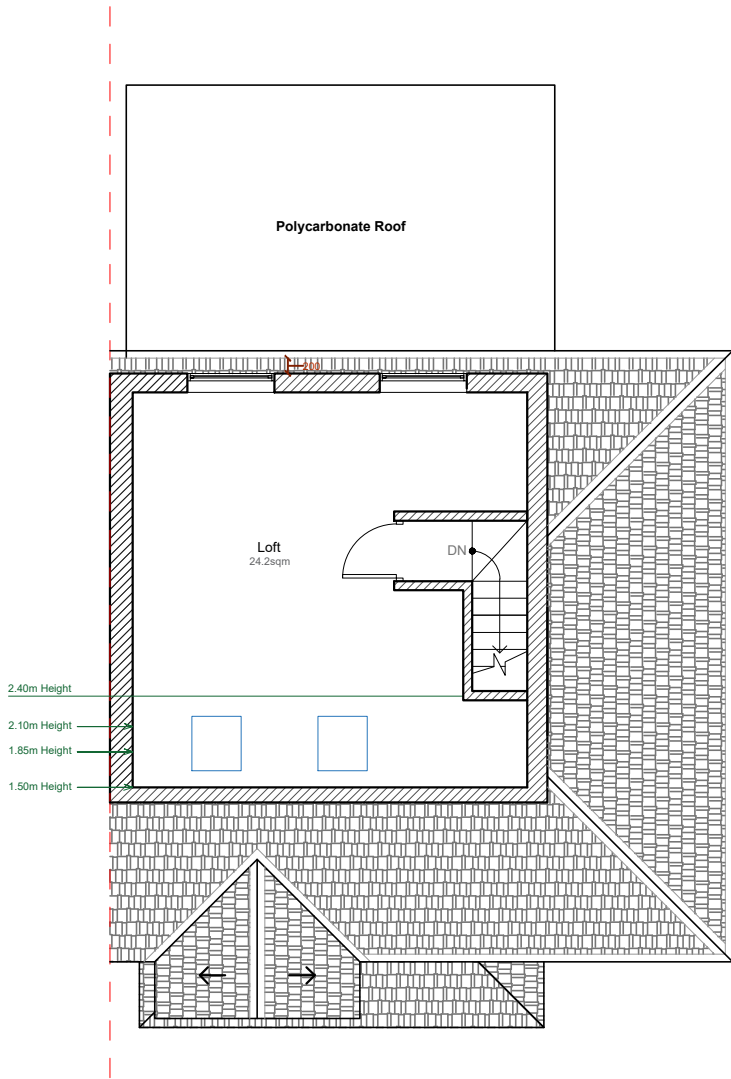 Polycarbonate Roof
200
Loft
24.2sqm
DN
2.40m Height
2.10m Height
1.85m Height
1.50m Height